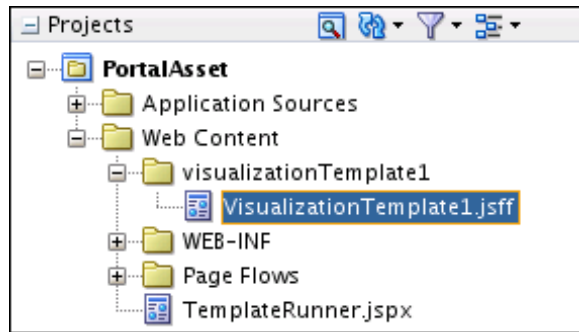 Projects
PortalAsset
Application Sources
Web Content
visualizationTemplate1
VisualizationTemplate1.jsff
WEB-INF
Page Flows
TemplateRunner.jspx